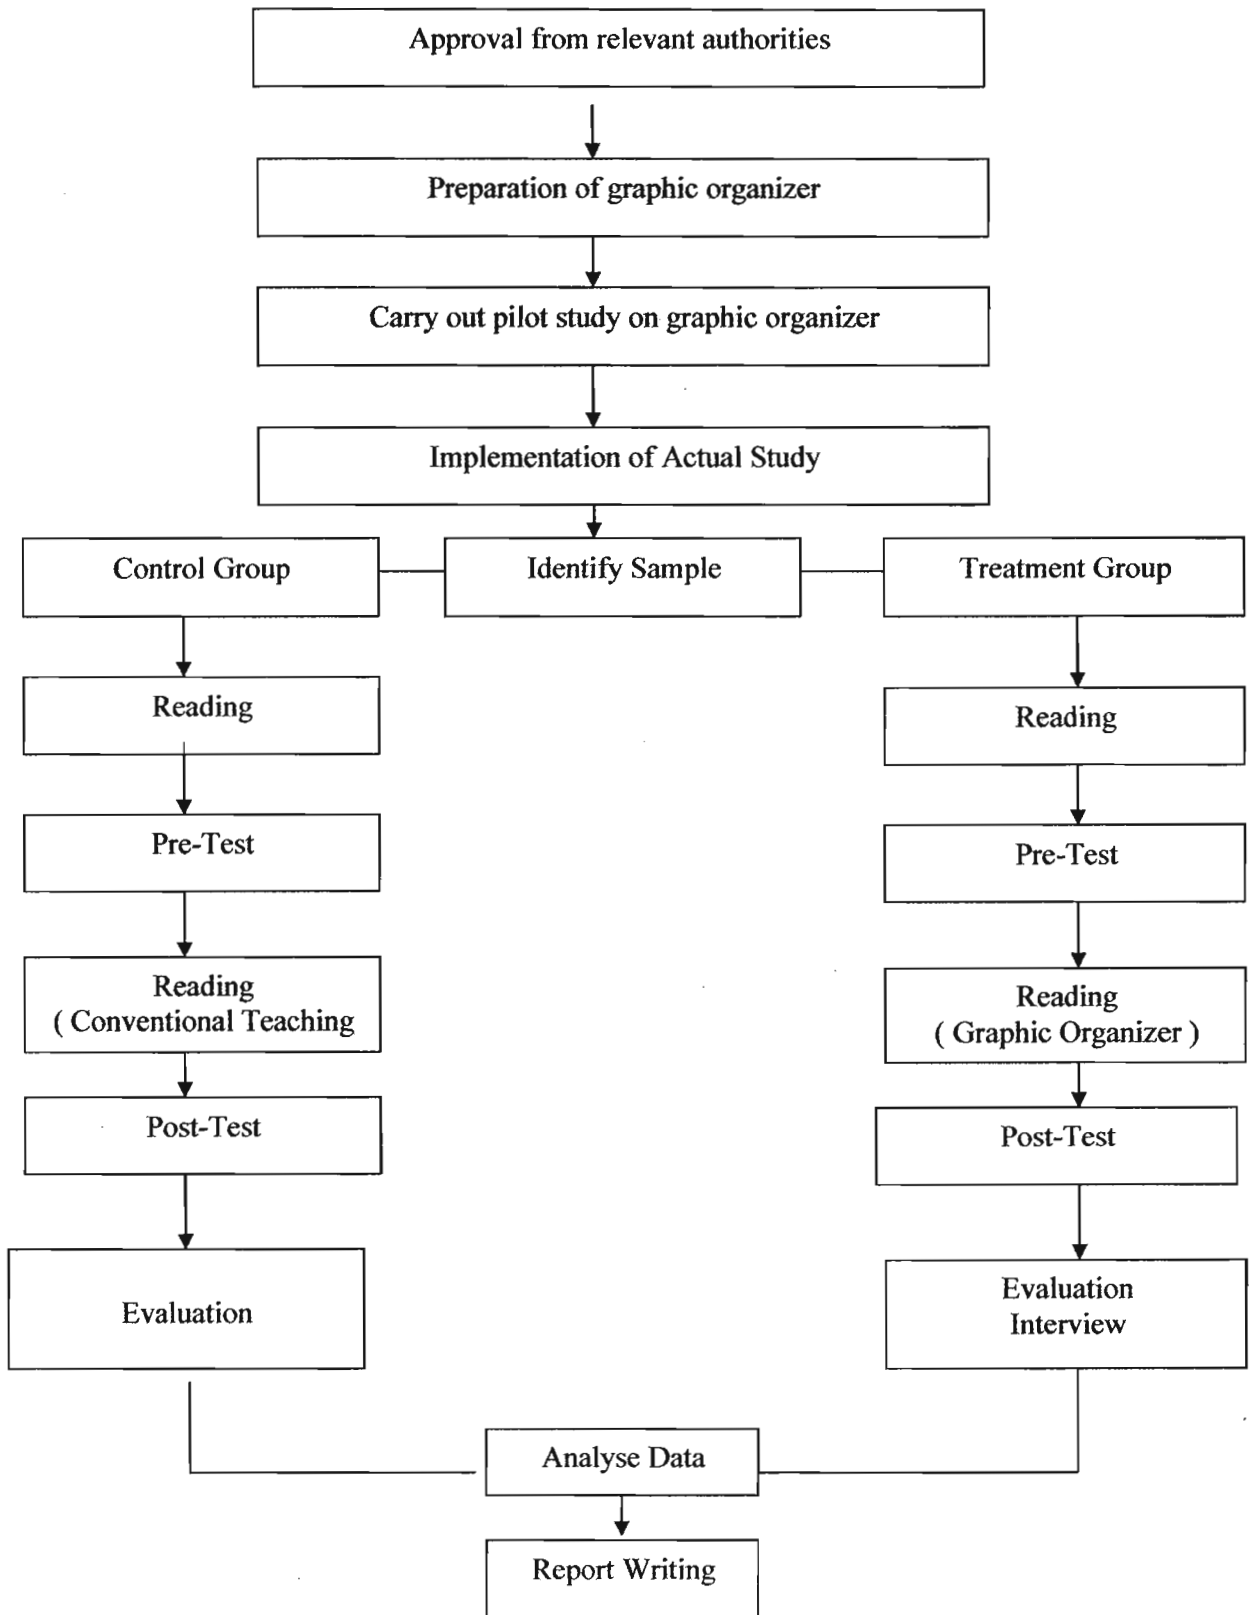 Approval from relevant authorities
Preparation of graphic organizer
Carry out pilot study on graphic organizer
Implementation of Actual Study
Control Group
Identify Sample
Treatment Group
Reading
Pre-Test
Reading
( Conventional Teaching
Post-Test
Evaluation
Reading
Pre-Test
Reading
( Graphic Organizer )
Post-Test
Evaluation
Interview
Analyse Data
Report Writing